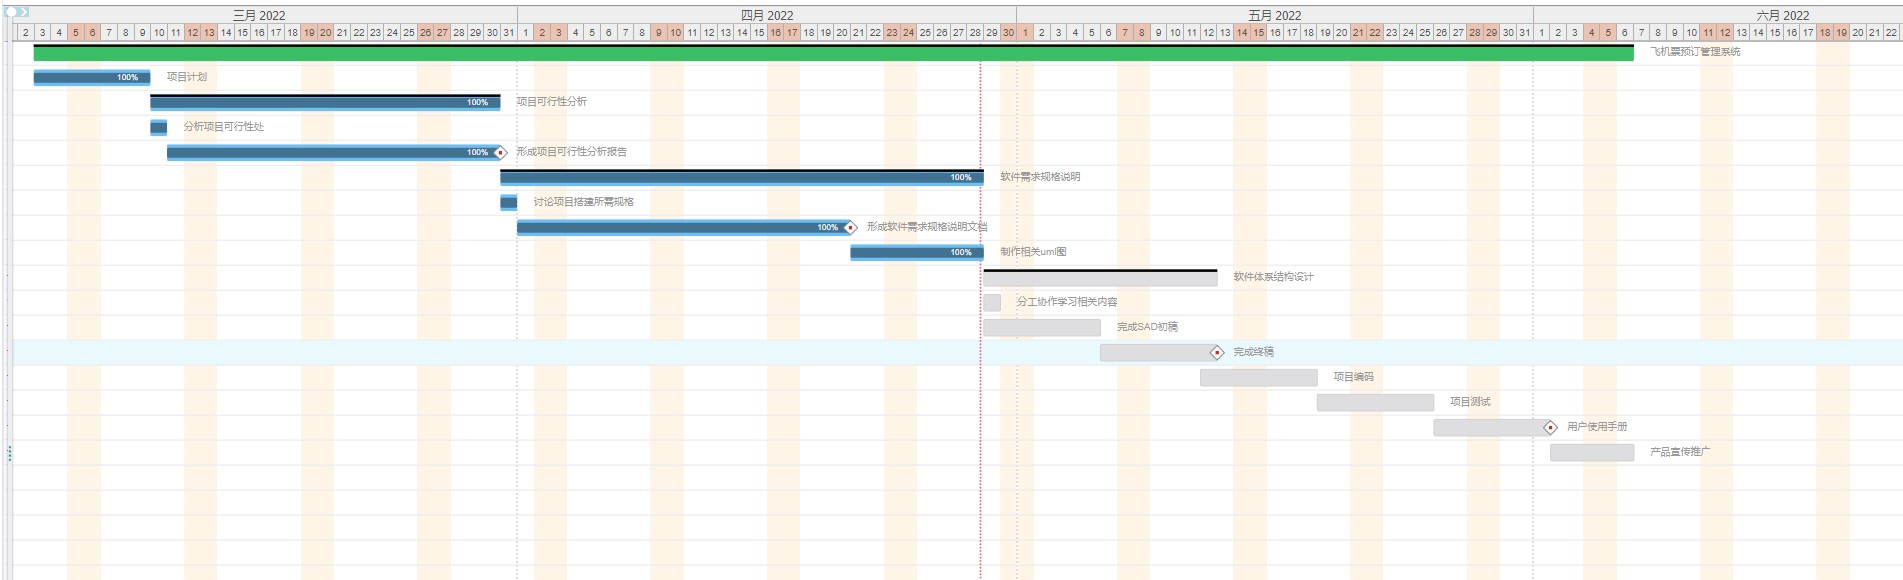 三月 2022 四月 2022 五月 2022 六月 2022
2 3 4 5 6 7 8 9 10 11 12 13 14 15 16 17 18 19 20 21 22 23 24 25 26 27 28 29 30 31 1 2 3 4 5 6 7 8 9 10 11 12 13 14 15 16 17 18 19 20 21 22 23 24 25 26 27 28 29 30 1 2 3 4 5 6 7 8 9 10 11 12 13 14 15 16 17 18 19 20 21 22 23 24 25 26 27 28 29 30 31 1 2 3 4 5 6 7 8 9 10 11 12 13 14 15 16 17 18 19 20 21 22
飞机票预订管理系统
100% 项目计划
100% 项目可行性分析
分析项目可行性处
100% 形成项目可行性分析报告
100% 软件需求规格说明
讨论项目搭建所需规格
100% 形成软件需求规格说明文档
100% 制作相关uml图
软件体系结构设计
分工协作学习相关内容
完成SAD初稿
完成终稿
项目编码
项目测试
用户使用手册
产品宣传推广